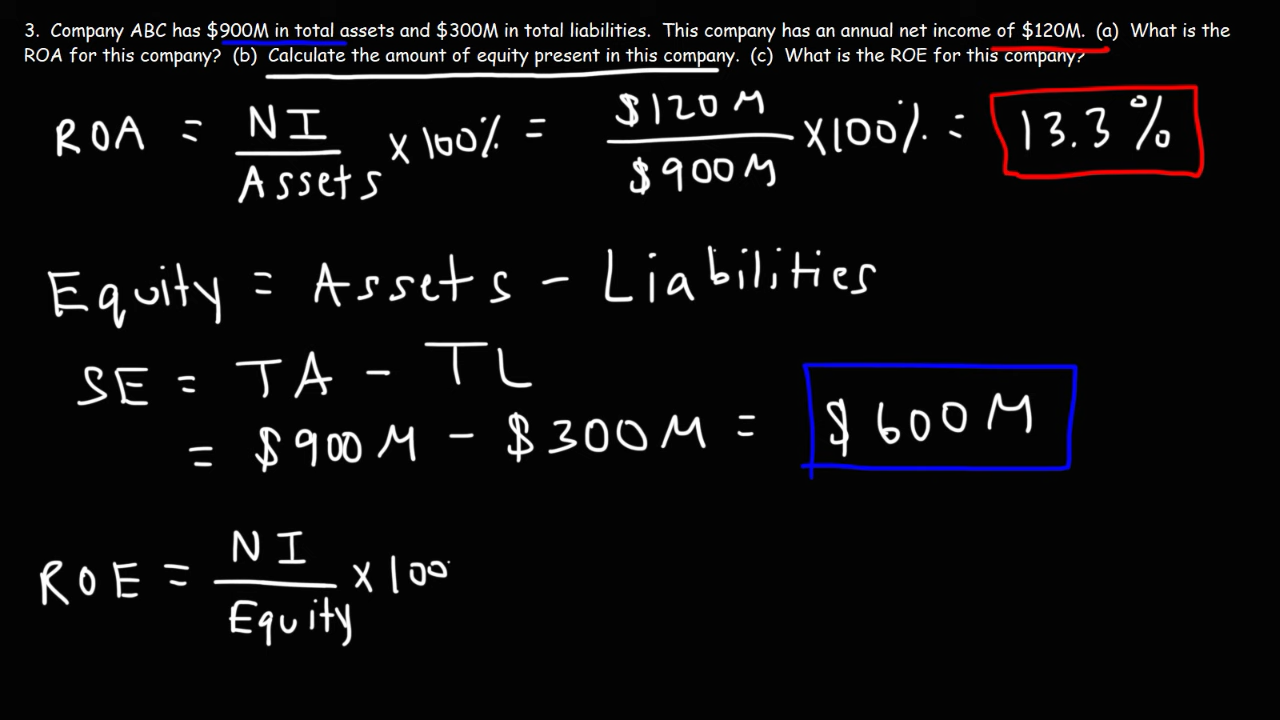 3. Company ABC has $900M in total assets and $300M in total liabilities. This company has an annual net income of $120M. (a) What is the
ROA for this company? (b) Calculate the amount of equity present in this company. (c) What is the ROE for this company?
ROA = NI / Assets × 100% = $120M / $900M × 100% = 13.3%
Equity = Assets - Liabilities
SE = TA - TL
= $900M - $300M = $600M
ROE = NI / Equity × 100